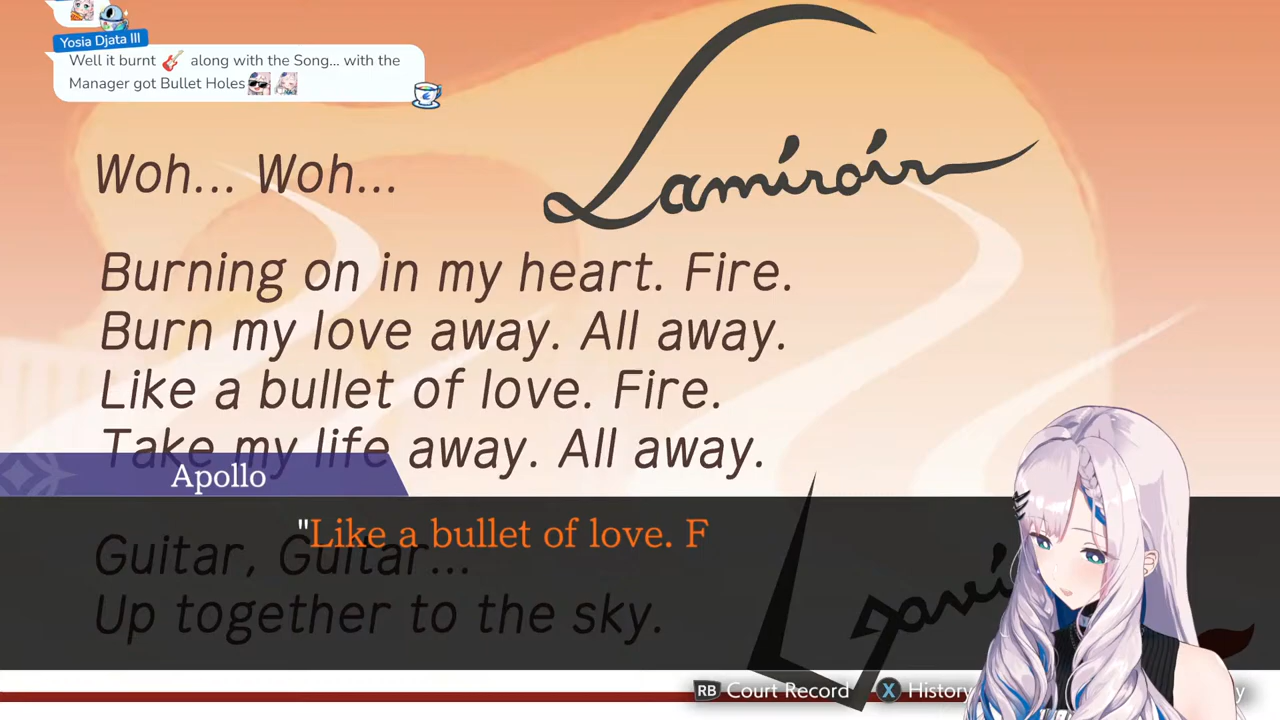 Yosia Djata III
Well it burnt along with the Song... with the
Manager got Bullet Holes
Lamiroir
Woh... Woh...
Burning on in my heart. Fire.
Burn my love away. All away.
Like a bullet of love. Fire.
Take my life away. All away.
Apollo
"Like a bullet of love. F
Guitar, Guitar...
Up together to the sky.
RB Court Record
X History